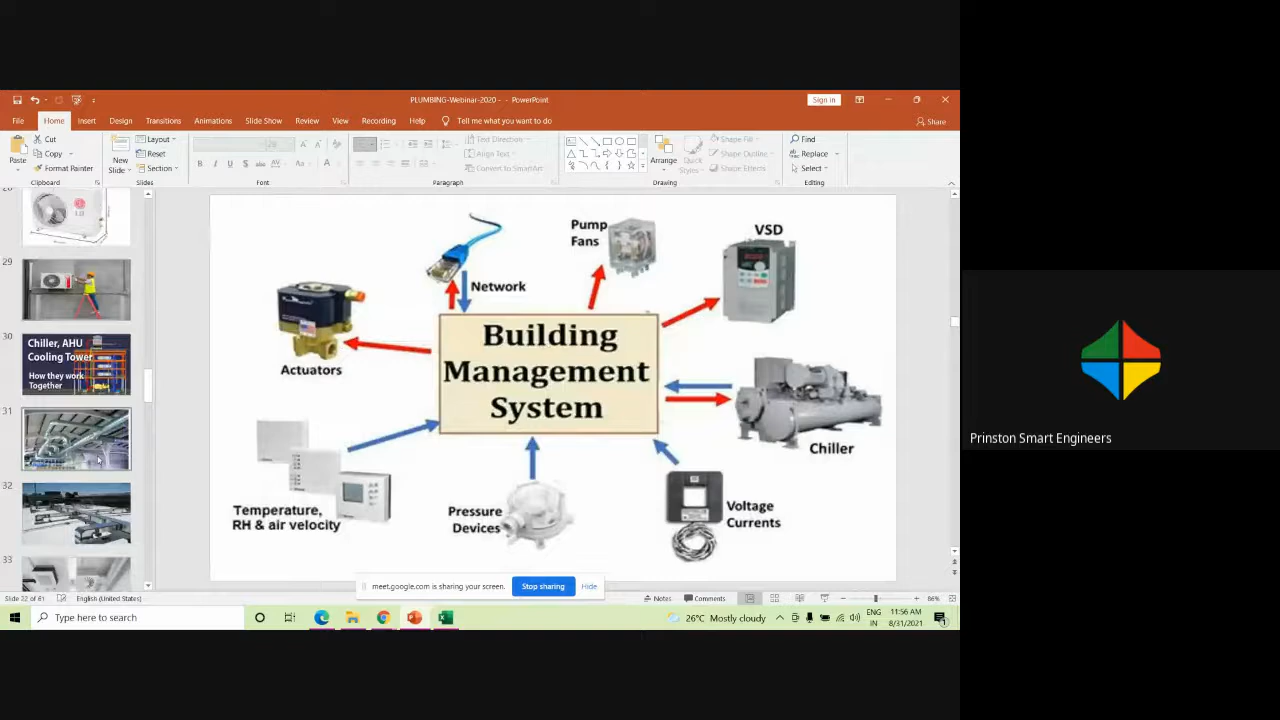 PLUMBING-Webinar-2020 - - PowerPoint
Sign in
File Home Insert Design Transitions Animations Slide Show Review View Recording Help Tell me what you want to do
Share
Paste
Cut
Copy
Format Painter
Clipboard
New
Slide
Layout
Reset
Section
Slides
Font
Text Direction
Align Text
Convert to SmartArt
Paragraph
Arrange
Quick
Styles
Shape Fill
Shape Outline
Shape Effects
Drawing
Find
Replace
Select
Editing
29
30
Chiller, AHU
Cooling Tower
How they work
Together
31
32
33
Network
Pump
Fans
VSD
Actuators
Building
Management
System
Chiller
Temperature,
RH & air velocity
Pressure
Devices
Voltage
Currents
meet.google.com is sharing your screen.
Stop sharing
Hide
Slide 22 of 61
English (United States)
Notes
Comments
86%
Type here to search
26°C Mostly cloudy
ENG
IN
11:56 AM
8/31/2021
Prinston Smart Engineers